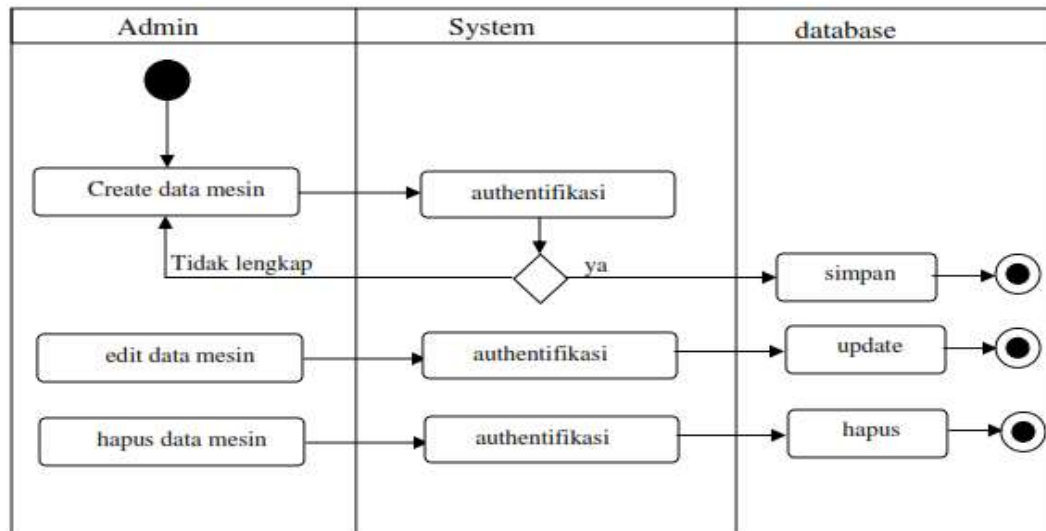 Admin
System
database
Create data mesin
authentifikasi
Tidak lengkap
ya
simpan
edit data mesin
authentifikasi
update
hapus data mesin
authentifikasi
hapus